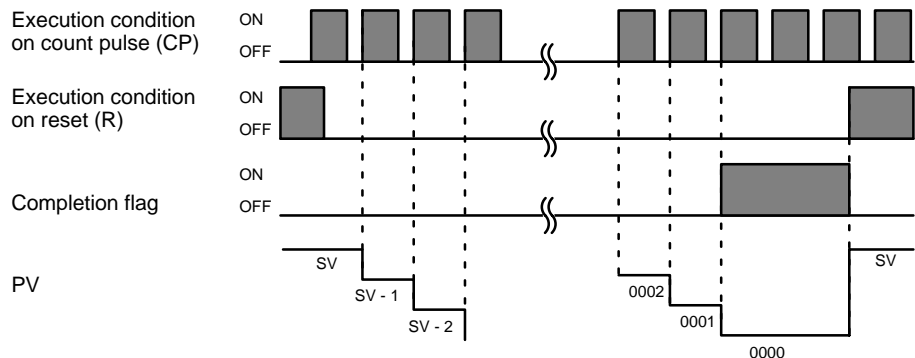 Execution condition
on count pulse (CP)
ON
OFF
Execution condition
on reset (R)
ON
OFF
Completion flag
ON
OFF
PV
SV
SV - 1
SV - 2
0002
0001
0000
SV